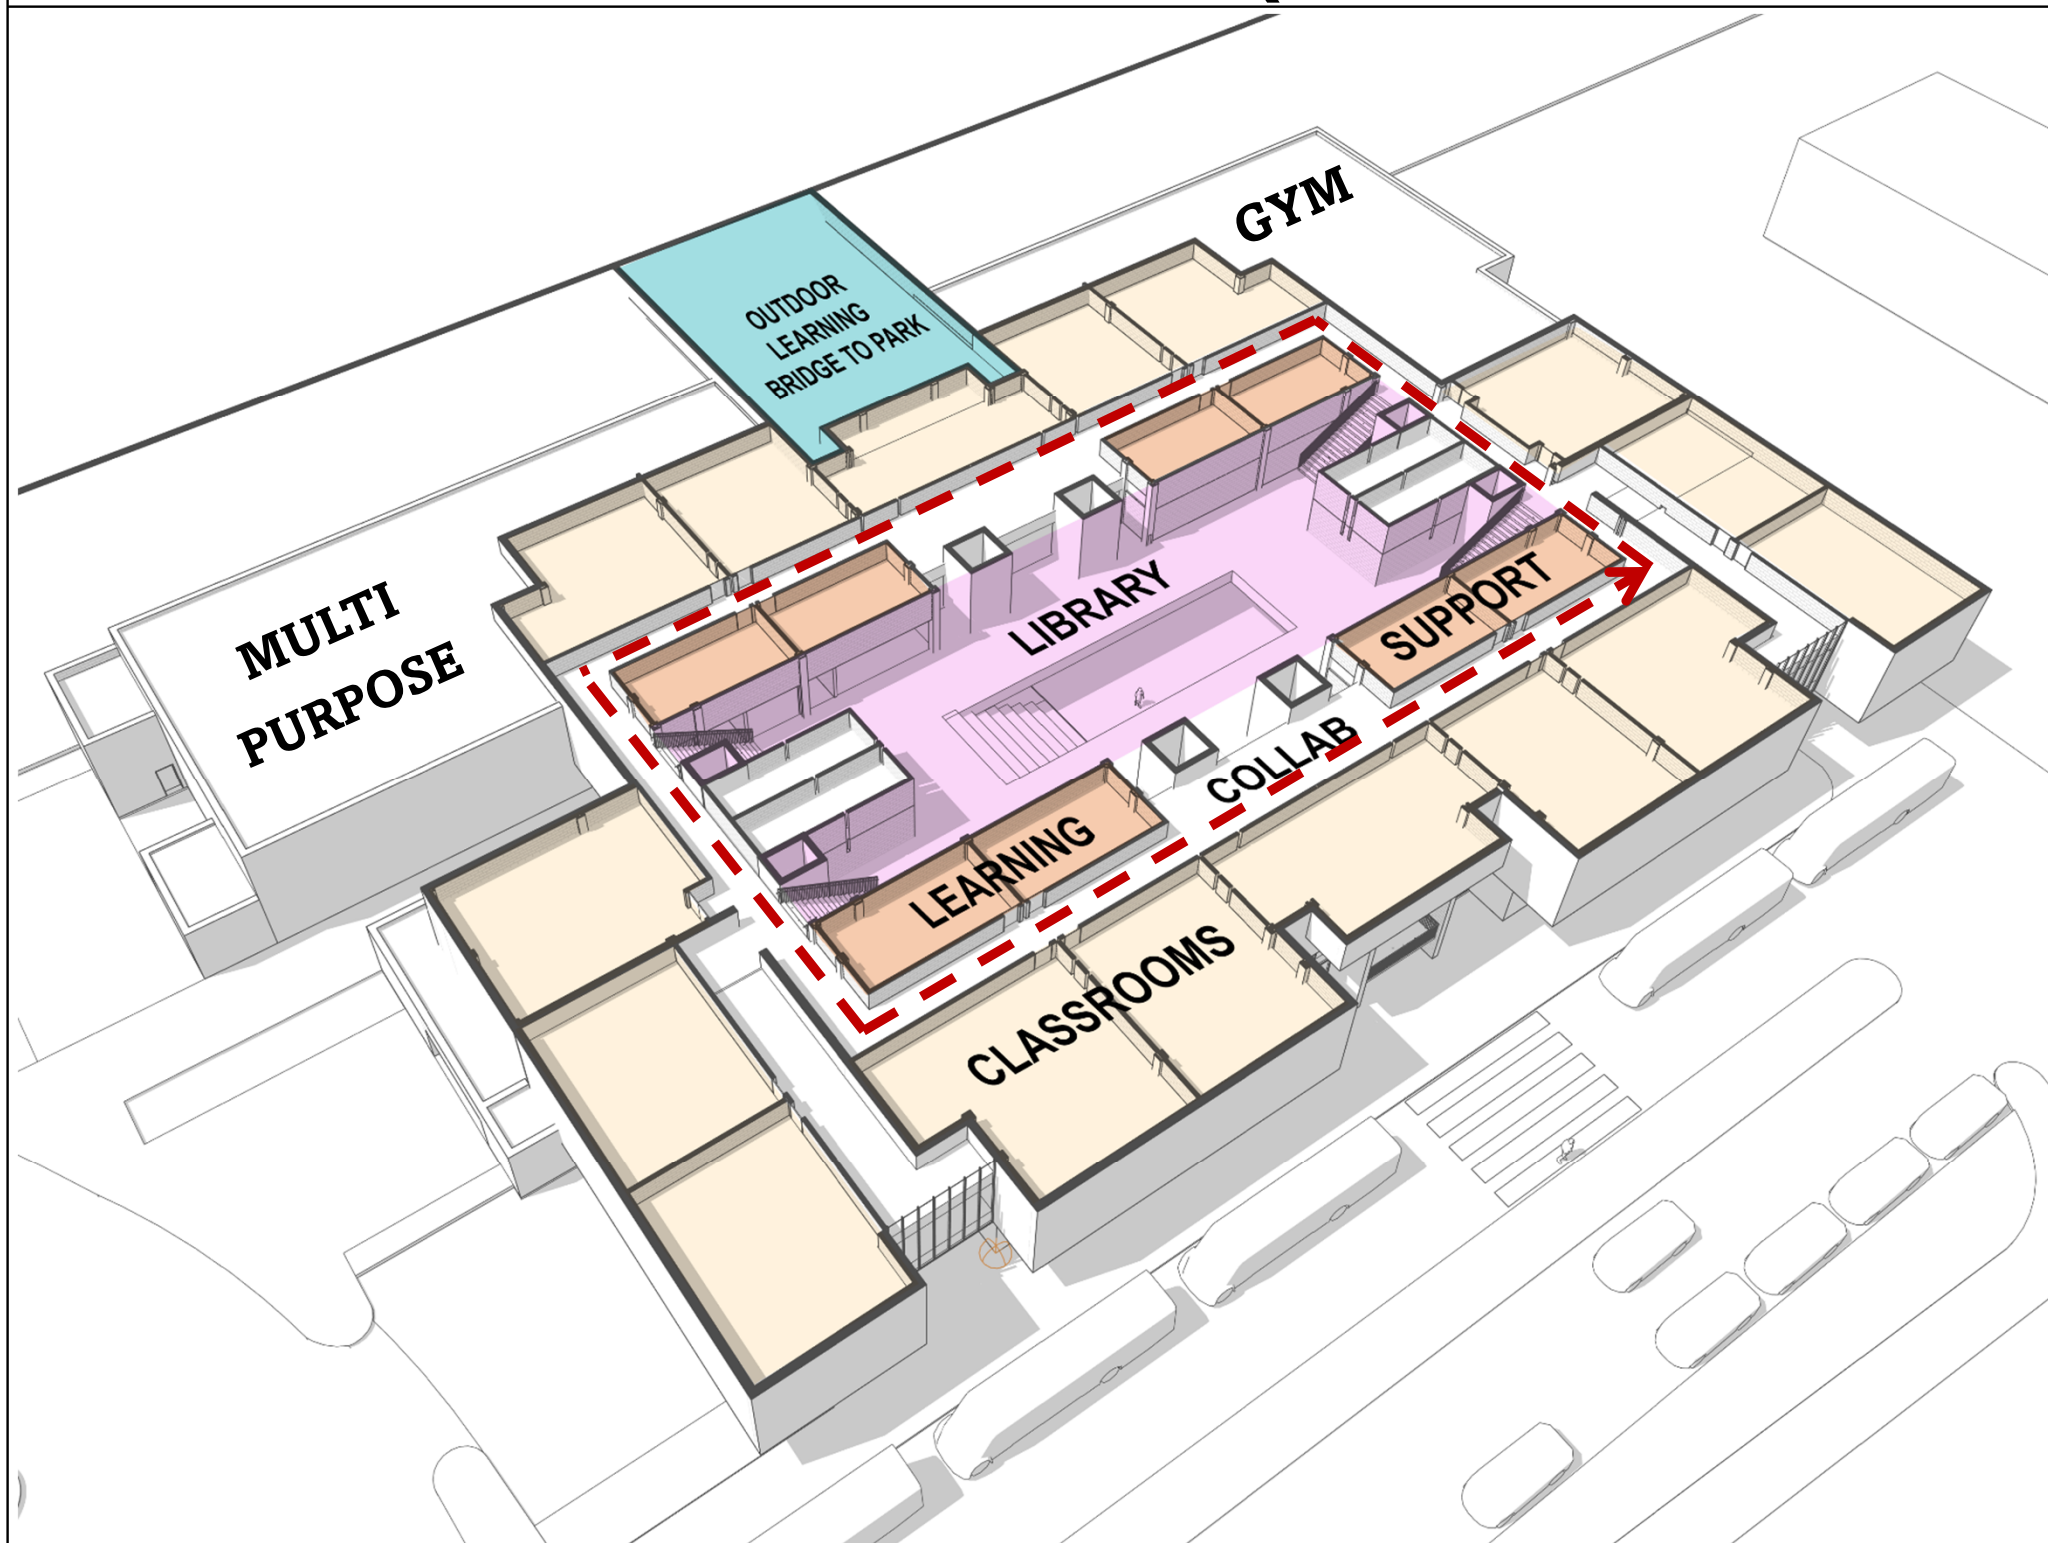 GYM
OUTDOOR
LEARNING
BRIDGE TO PARK
MULTI
PURPOSE
LIBRARY
SUPPORT
COLLAB
LEARNING
CLASSROOMS